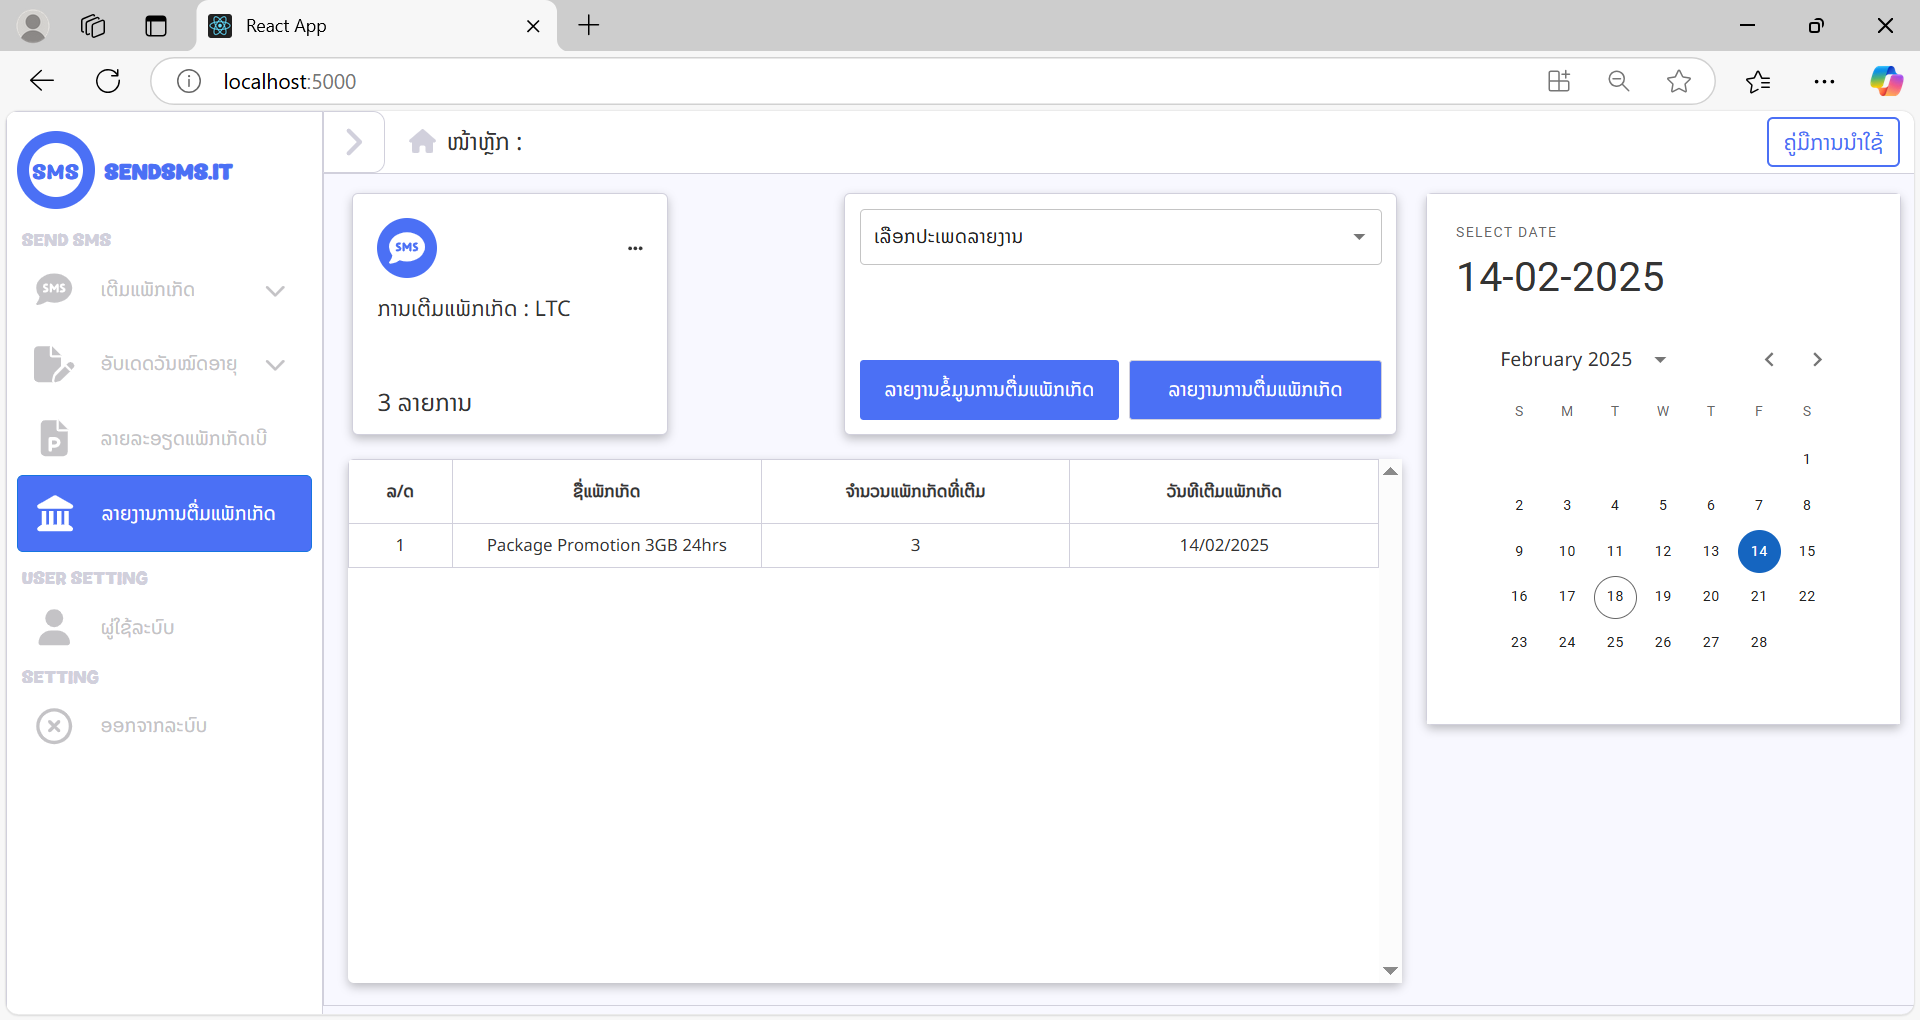 React App
localhost:5000
SMS SENDSMS.IT
SEND SMS
SMS ເຕີມແພັກເກັດ
ອັບເດດວັນໝົດອາຍຸ
P ລາຍລະອຽດແພັກເກັດເບີ
ລາຍງານການຕື່ມແພັກເກັດ
USER SETTING
ຜູ່ໃຊ້ລະບົບ
SETTING
ອອກຈາກລະບົບ
ໜ້າຫຼັກ :
ຄູ່ມືການນຳໃຊ້
SMS
ການເຕີມແພັກເກັດ : LTC
3 ລາຍການ
ເລືອກປະເພດລາຍງານ
ລາຍງານຂໍ້ມູນການຕື່ມແພັກເກັດ ລາຍງານການຕື່ມແພັກເກັດ
ລ/ດ ຊື່ແພັກເກັດ ຈຳນວນແພັກເກັດທີ່ເຕີມ ວັນທີເຕີມແພັກເກັດ
1 Package Promotion 3GB 24hrs 3 14/02/2025
SELECT DATE
14-02-2025
February 2025
S M T W T F S
1
2 3 4 5 6 7 8
9 10 11 12 13 14 15
16 17 18 19 20 21 22
23 24 25 26 27 28